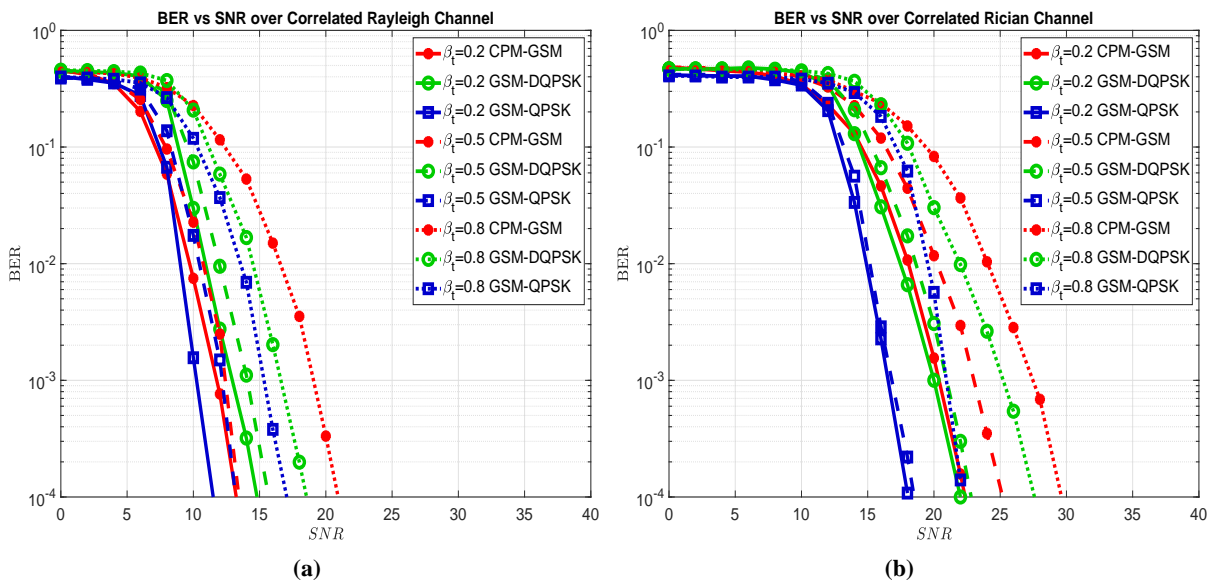 BER vs SNR over Correlated Rayleigh Channel
BER
10^0
10^-1
10^-2
10^-3
10^-4
0 5 10 15 20 25 30 35 40
SNR
β_t=0.2 CPM-GSM
β_t=0.2 GSM-DQPSK
β_t=0.2 GSM-QPSK
β_t=0.5 CPM-GSM
β_t=0.5 GSM-DQPSK
β_t=0.5 GSM-QPSK
β_t=0.8 CPM-GSM
β_t=0.8 GSM-DQPSK
β_t=0.8 GSM-QPSK
(a)
BER vs SNR over Correlated Rician Channel
BER
10^0
10^-1
10^-2
10^-3
10^-4
0 5 10 15 20 25 30 35 40
SNR
β_t=0.2 CPM-GSM
β_t=0.2 GSM-DQPSK
β_t=0.2 GSM-QPSK
β_t=0.5 CPM-GSM
β_t=0.5 GSM-DQPSK
β_t=0.5 GSM-QPSK
β_t=0.8 CPM-GSM
β_t=0.8 GSM-DQPSK
β_t=0.8 GSM-QPSK
(b)